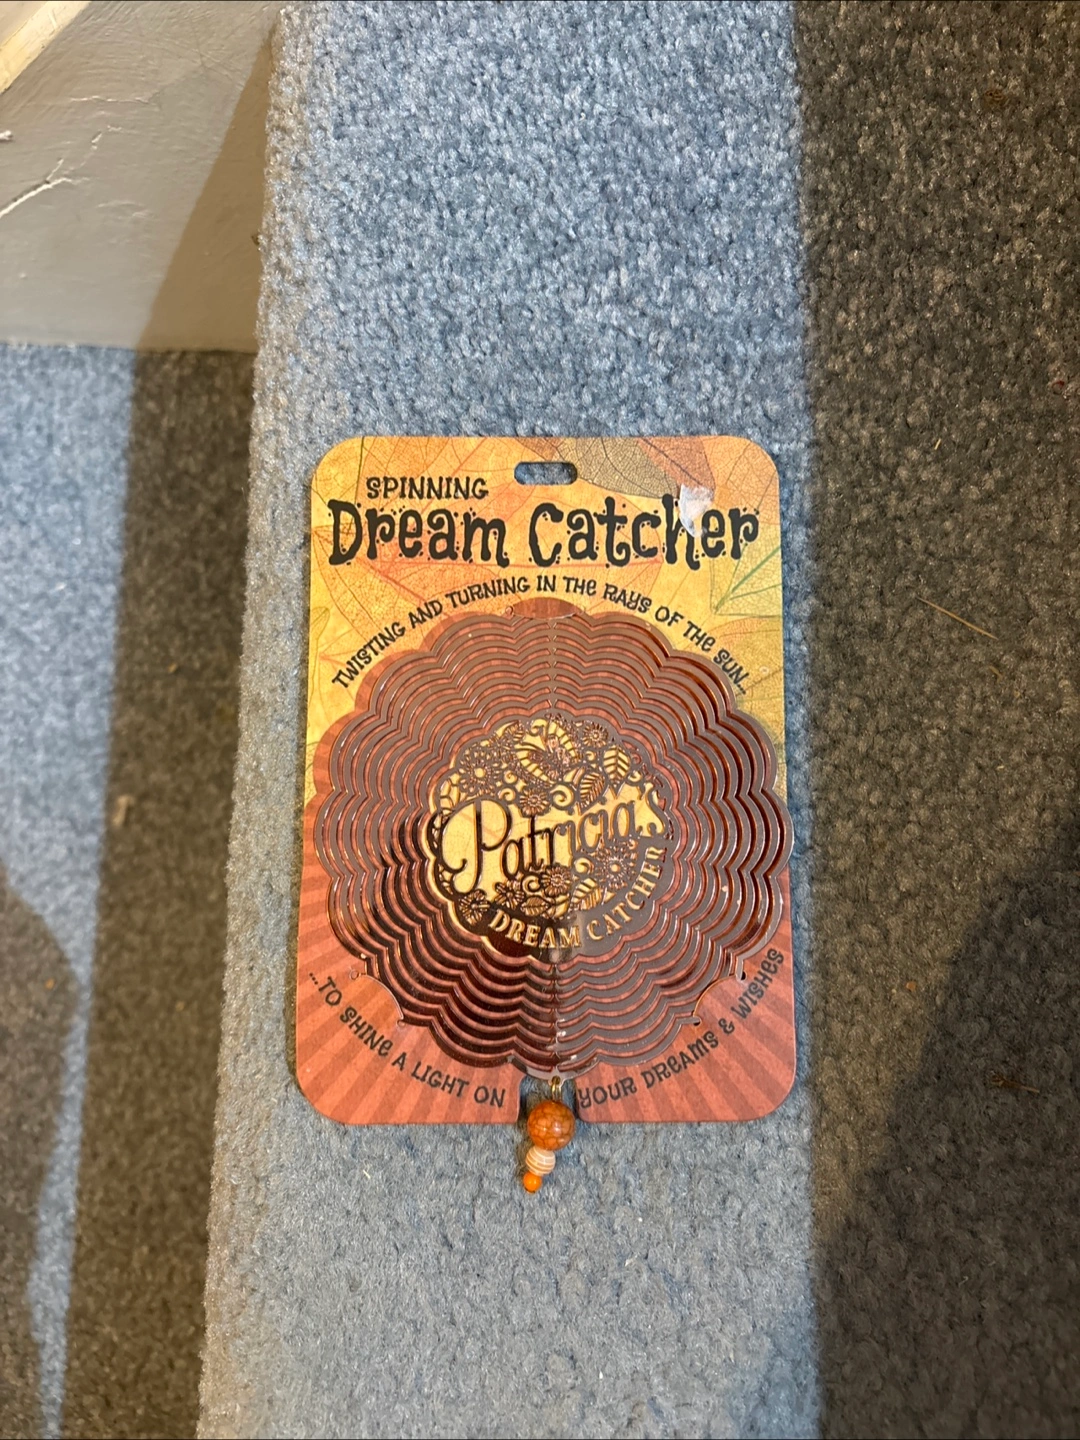 SPINNING
Dream Catcher
TWISTING AND TURNING IN THE RAYS OF THE SUN...
Patricia's
DREAM CATCHER
...TO SHINE A LIGHT ON YOUR DREAMS & WISHES